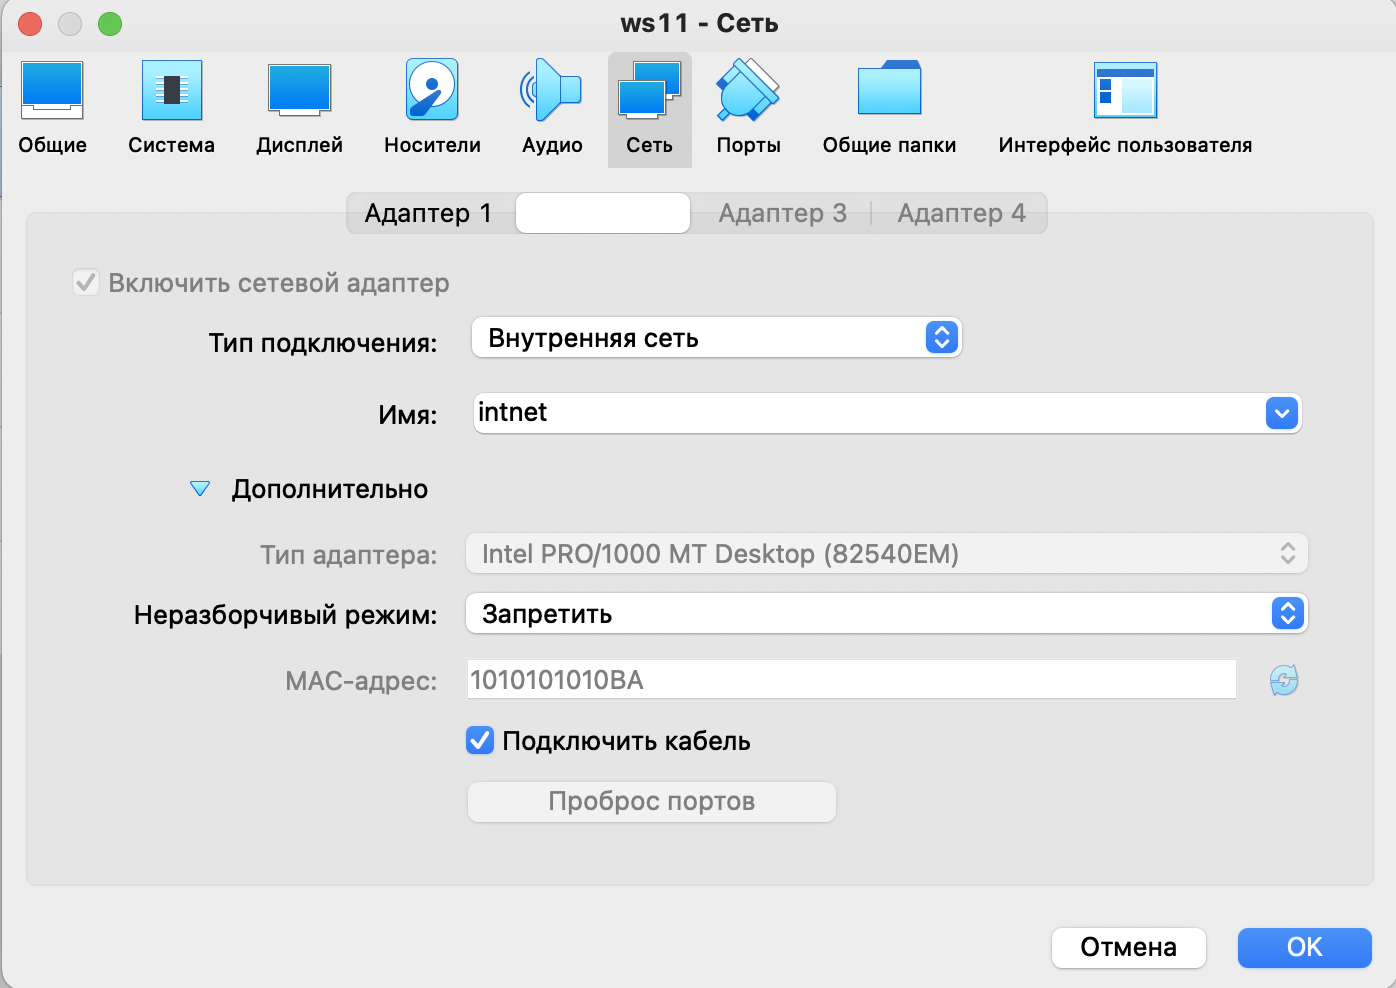 ws11 - Сеть
Общие Система Дисплей Носители Аудио Сеть Порты Общие папки Интерфейс пользователя
Адаптер 1 Адаптер 3 Адаптер 4
Включить сетевой адаптер
Тип подключения: Внутренняя сеть
Имя: intnet
Дополнительно
Тип адаптера: Intel PRO/1000 MT Desktop (82540EM)
Неразборчивый режим: Запретить
MAC-адрес: 1010101010BA
Подключить кабель
Проброс портов
Отмена OK